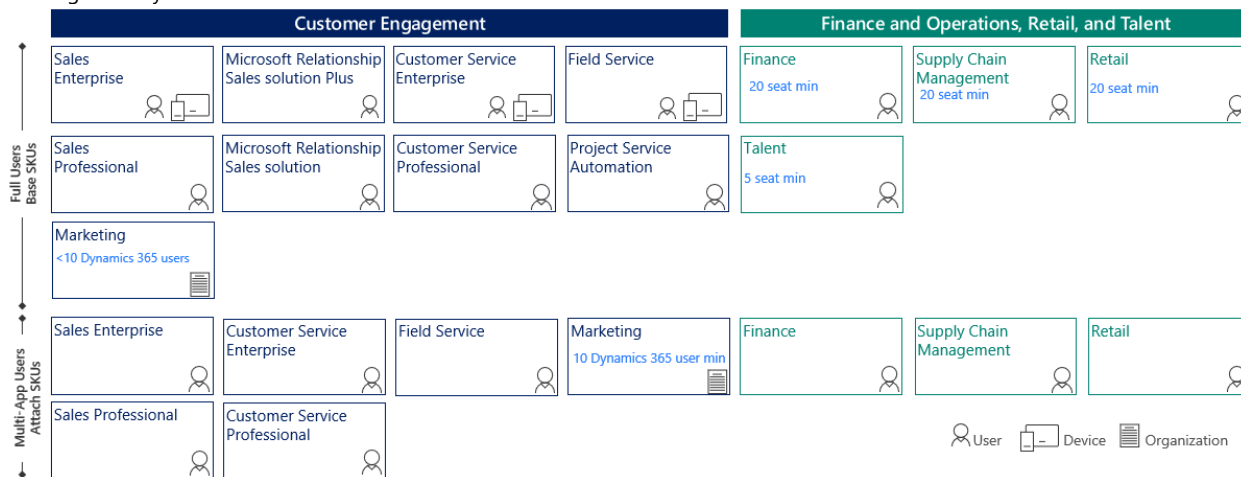 Customer Engagement
Finance and Operations, Retail, and Talent
Full Users
Base SKUs
Sales
Enterprise
Microsoft Relationship
Sales solution Plus
Customer Service
Enterprise
Field Service
Finance
20 seat min
Supply Chain
Management
20 seat min
Retail
20 seat min
Sales
Professional
Microsoft Relationship
Sales solution
Customer Service
Professional
Project Service
Automation
Talent
5 seat min
Marketing
<10 Dynamics 365 users
Multi-App Users
Attach SKUs
Sales Enterprise
Customer Service
Enterprise
Field Service
Marketing
10 Dynamics 365 user min
Finance
Supply Chain
Management
Retail
Sales Professional
Customer Service
Professional
User
Device
Organization